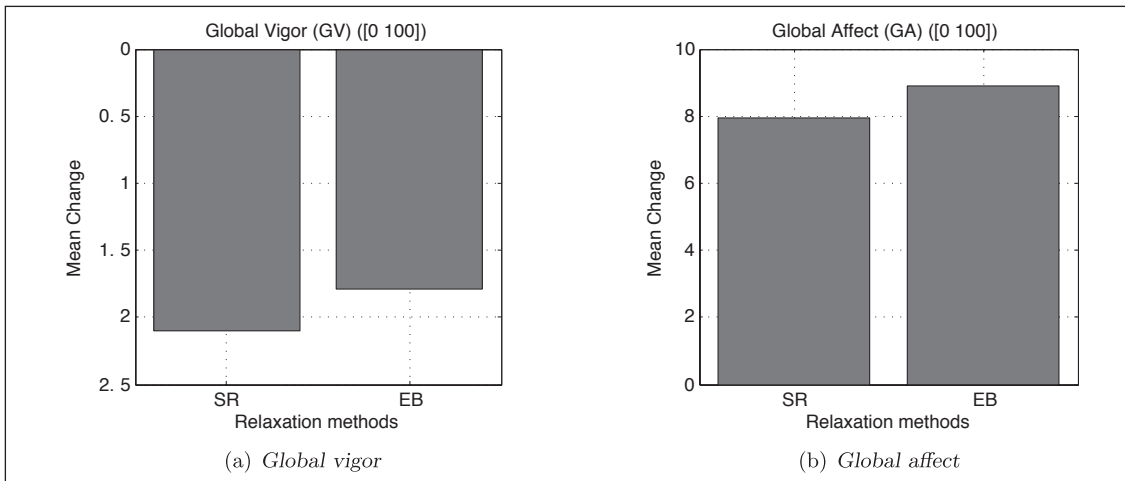 Global Vigor (GV) ([0 100])
0
0. 5
1
1. 5
2
2. 5
Mean Change
SR
EB
Relaxation methods
(a) Global vigor
Global Affect (GA) ([0 100])
10
8
6
4
2
0
Mean Change
SR
EB
Relaxation methods
(b) Global affect